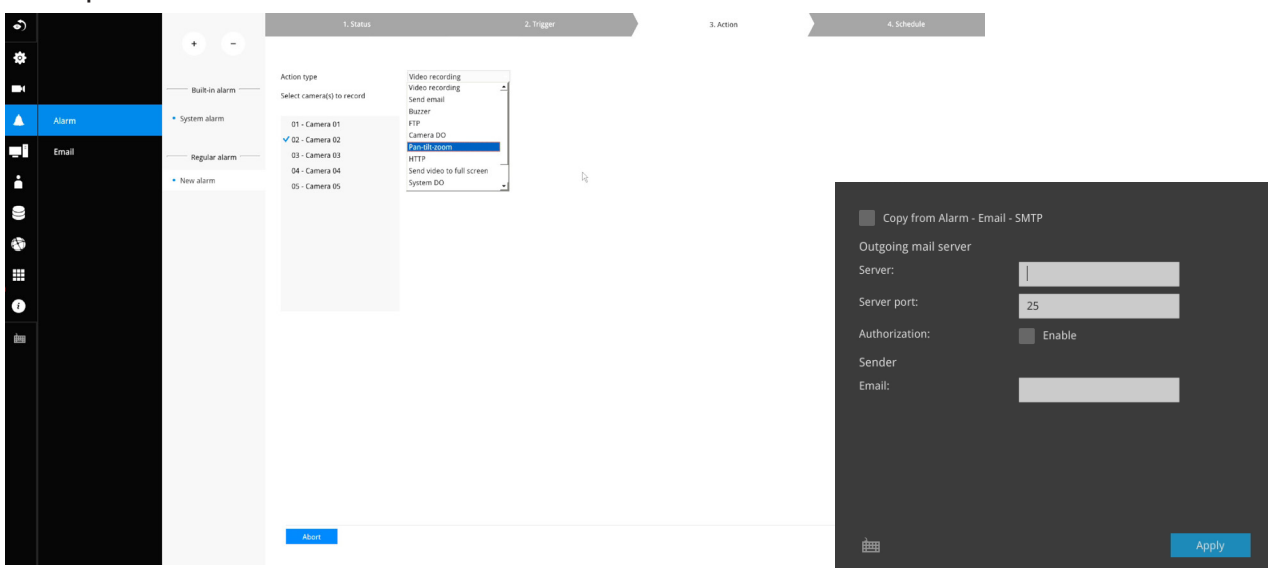 1. Status
2. Trigger
3. Action
4. Schedule
+ -
Built-in alarm
System alarm
Regular alarm
New alarm
Alarm
Email
Action type
Video recording
Select camera(s) to record
01 - Camera 01
02 - Camera 02
03 - Camera 03
04 - Camera 04
05 - Camera 05
Video recording
Send email
Buzzer
FTP
Camera DO
Pan-tilt-zoom
HTTP
Send video to full screen
System DO
Abort
Copy from Alarm - Email - SMTP
Outgoing mail server
Server:
Server port: 25
Authorization: Enable
Sender
Email:
Apply